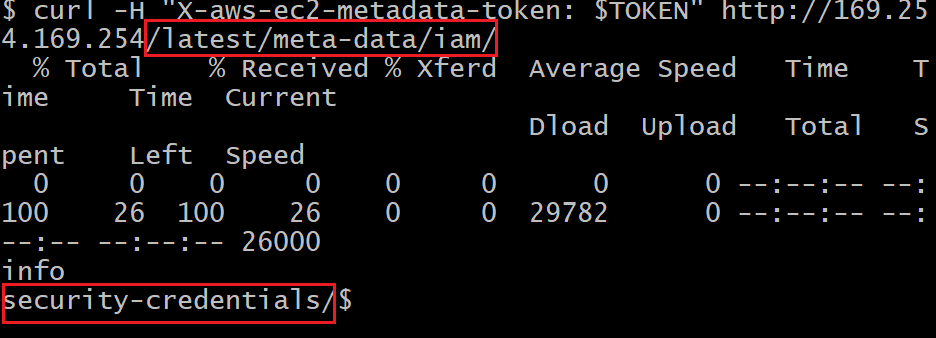 $ curl -H "X-aws-ec2-metadata-token: $TOKEN" http://169.25
4.169.254/latest/meta-data/iam/
  % Total    % Received % Xferd  Average Speed   Time    T
ime     Time  Current
                                 Dload  Upload   Total   S
pent    Left  Speed
  0     0    0     0    0     0      0      0 --:--:-- --:
100    26  100    26    0     0  29782      0 --:--:-- --:
--:-- --:--:-- 26000
info
security-credentials/$